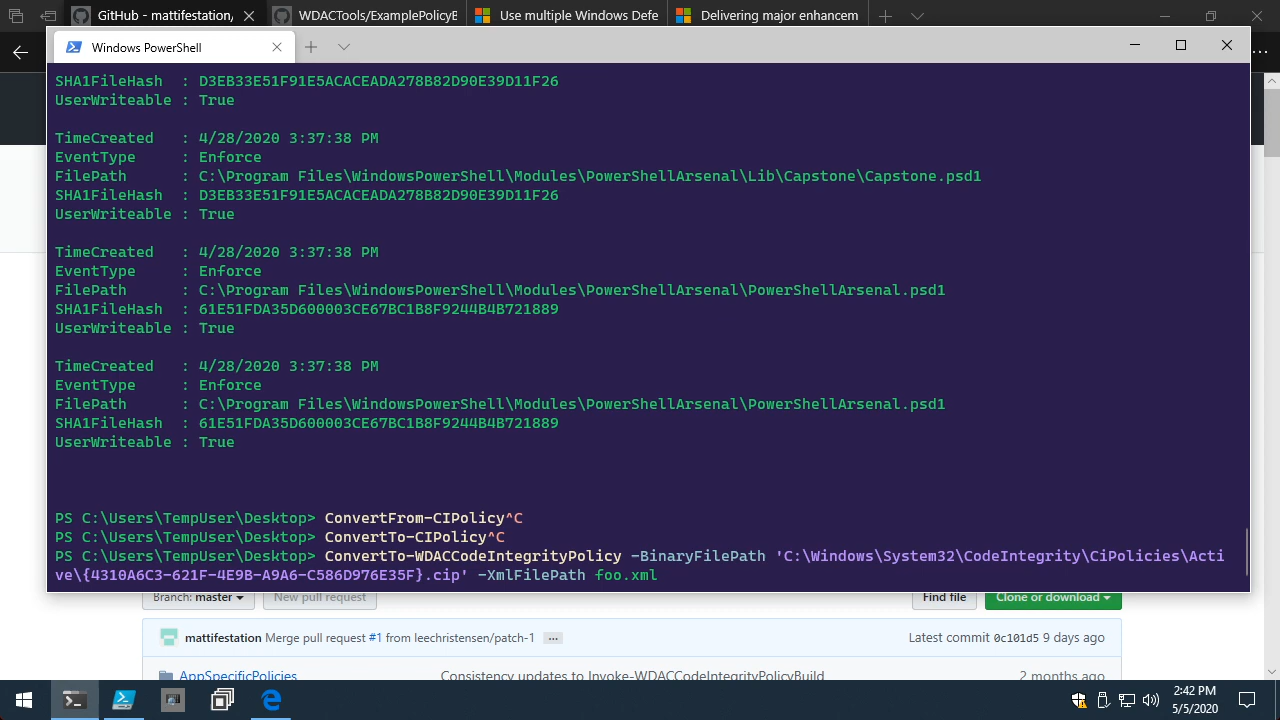 GitHub - mattifestation/
WDACTools/ExamplePolicyB
Use multiple Windows Defe
Delivering major enhancem
Windows PowerShell
SHA1FileHash : D3EB33E51F91E5ACACEADA278B82D90E39D11F26
UserWriteable : True
TimeCreated : 4/28/2020 3:37:38 PM
EventType : Enforce
FilePath : C:\Program Files\WindowsPowerShell\Modules\PowerShellArsenal\Lib\Capstone\Capstone.psd1
SHA1FileHash : D3EB33E51F91E5ACACEADA278B82D90E39D11F26
UserWriteable : True
TimeCreated : 4/28/2020 3:37:38 PM
EventType : Enforce
FilePath : C:\Program Files\WindowsPowerShell\Modules\PowerShellArsenal\PowerShellArsenal.psd1
SHA1FileHash : 61E51FDA35D600003CE67BC1B8F9244B4B721889
UserWriteable : True
TimeCreated : 4/28/2020 3:37:38 PM
EventType : Enforce
FilePath : C:\Program Files\WindowsPowerShell\Modules\PowerShellArsenal\PowerShellArsenal.psd1
SHA1FileHash : 61E51FDA35D600003CE67BC1B8F9244B4B721889
UserWriteable : True
PS C:\Users\TempUser\Desktop> ConvertFrom-CIPolicy^C
PS C:\Users\TempUser\Desktop> ConvertTo-CIPolicy^C
PS C:\Users\TempUser\Desktop> ConvertTo-WDACCodeIntegrityPolicy -BinaryFilePath 'C:\Windows\System32\CodeIntegrity\CiPolicies\Acti
ve\{4310A6C3-621F-4E9B-A9A6-C586D976E35F}.cip' -XmlFilePath foo.xml
Branch: master New pull request Find file Clone or download
mattifestation Merge pull request #1 from leechristensen/patch-1 ... Latest commit 0c101d5 9 days ago
AppSpecificPolicies Consistency updates to Invoke-WDACCodeIntegrityPolicyBuild 2 months ago
2:42 PM
5/5/2020